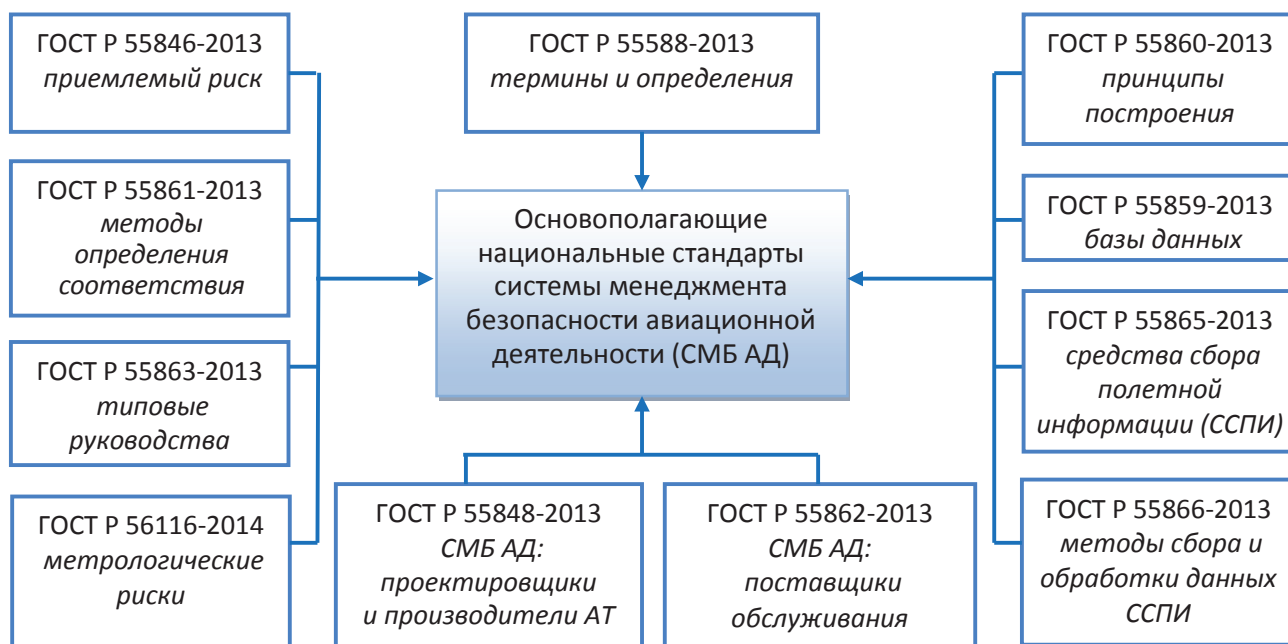 ГОСТ Р 55846-2013
приемлемый риск
ГОСТ Р 55861-2013
методы
определения
соответствия
ГОСТ Р 55863-2013
типовые
руководства
ГОСТ Р 56116-2014
метрологические
риски
ГОСТ Р 55588-2013
термины и определения
Основополагающие
национальные стандарты
системы менеджмента
безопасности авиационной
деятельности (СМБ АД)
ГОСТ Р 55848-2013
СМБ АД:
проектировщики
и производители АТ
ГОСТ Р 55862-2013
СМБ АД:
поставщики
обслуживания
ГОСТ Р 55860-2013
принципы
построения
ГОСТ Р 55859-2013
базы данных
ГОСТ Р 55865-2013
средства сбора
полетной
информации (ССПИ)
ГОСТ Р 55866-2013
методы сбора и
обработки данных
ССПИ